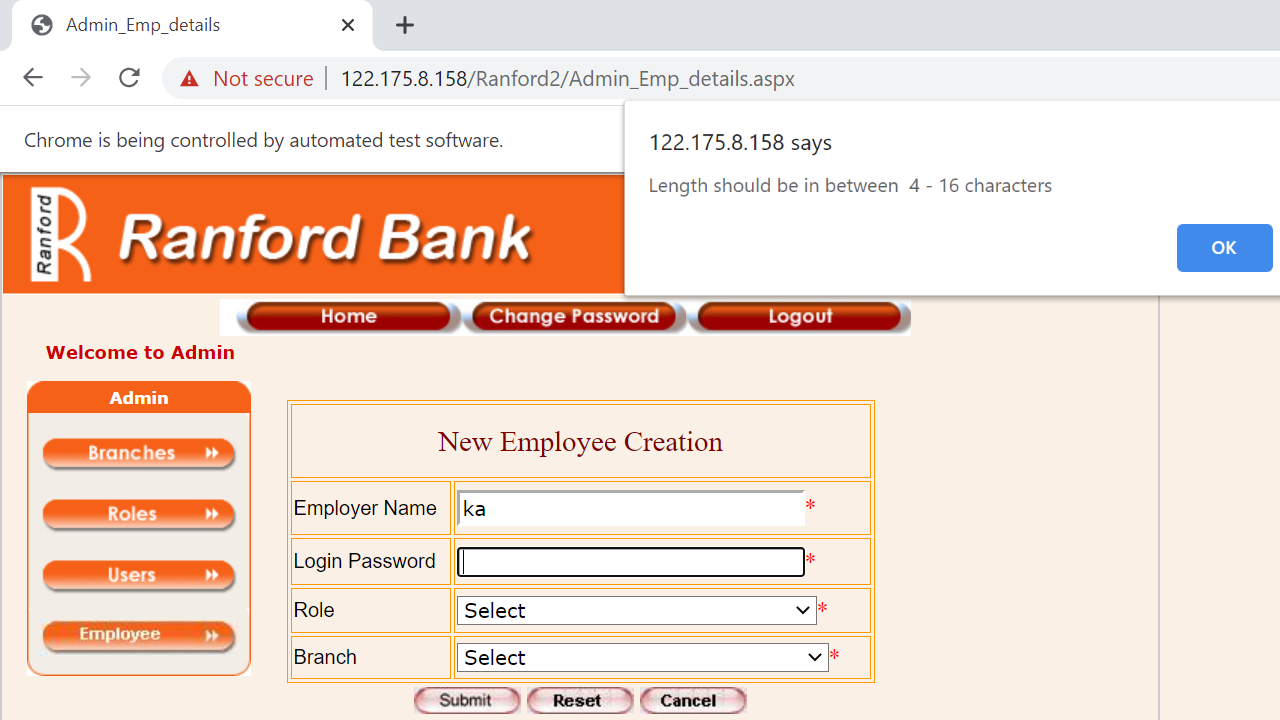 Admin_Emp_details
Not secure 122.175.8.158/Ranford2/Admin_Emp_details.aspx
Chrome is being controlled by automated test software.
122.175.8.158 says
Length should be in between  4 - 16 characters
OK
Ranford
Ranford Bank
Home Change Password Logout
Welcome to Admin
Admin
Branches
Roles
Users
Employee
New Employee Creation
Employer Name ka *
Login Password *
Role Select *
Branch Select *
Submit Reset Cancel